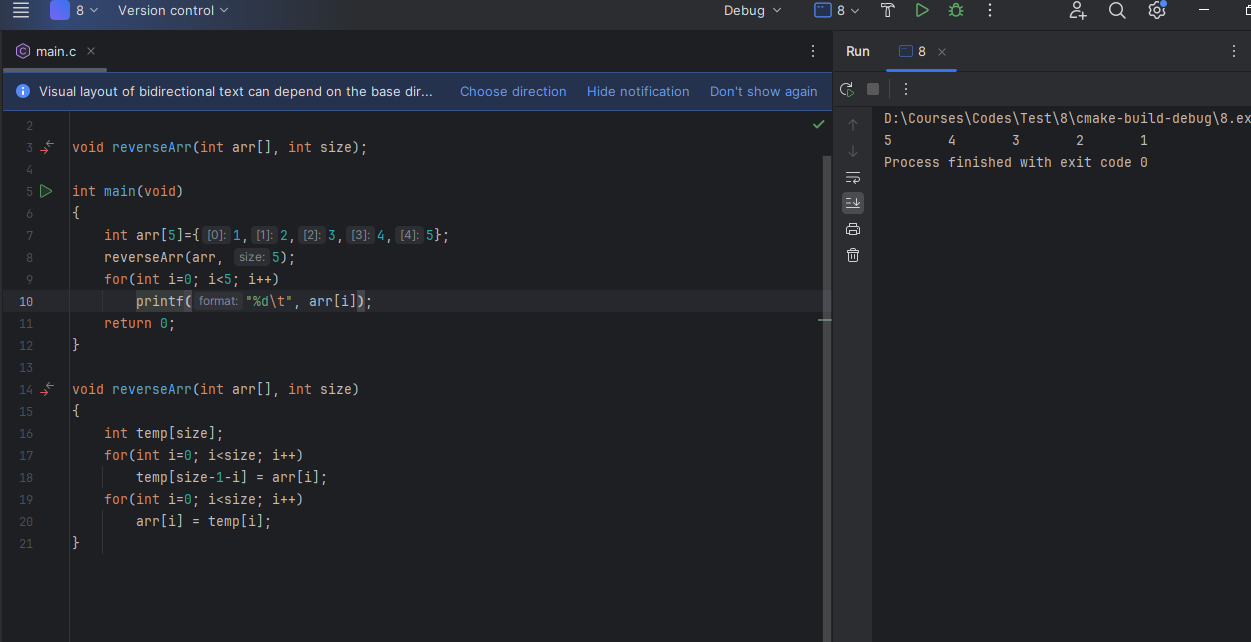 8 Version control Debug 8
main.c
Run 8
Visual layout of bidirectional text can depend on the base dir... Choose direction Hide notification Don't show again
2
3 void reverseArr(int arr[], int size);
4
5 int main(void)
6 {
7 int arr[5]={ [0]: 1, [1]: 2, [2]: 3, [3]: 4, [4]: 5};
8 reverseArr(arr, size: 5);
9 for(int i=0; i<5; i++)
10 printf( format: "%d\t", arr[i]);
11 return 0;
12 }
13
14 void reverseArr(int arr[], int size)
15 {
16 int temp[size];
17 for(int i=0; i<size; i++)
18 temp[size-1-i] = arr[i];
19 for(int i=0; i<size; i++)
20 arr[i] = temp[i];
21 }
D:\Courses\Codes\Test\8\cmake-build-debug\8.ex
5 4 3 2 1
Process finished with exit code 0